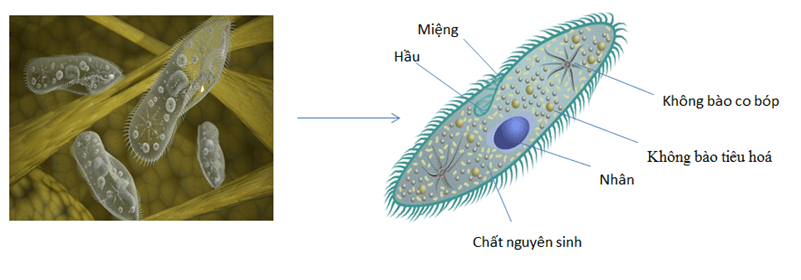 Miệng
Hầu
Không bào co bóp
Không bào tiêu hoá
Nhân
Chất nguyên sinh